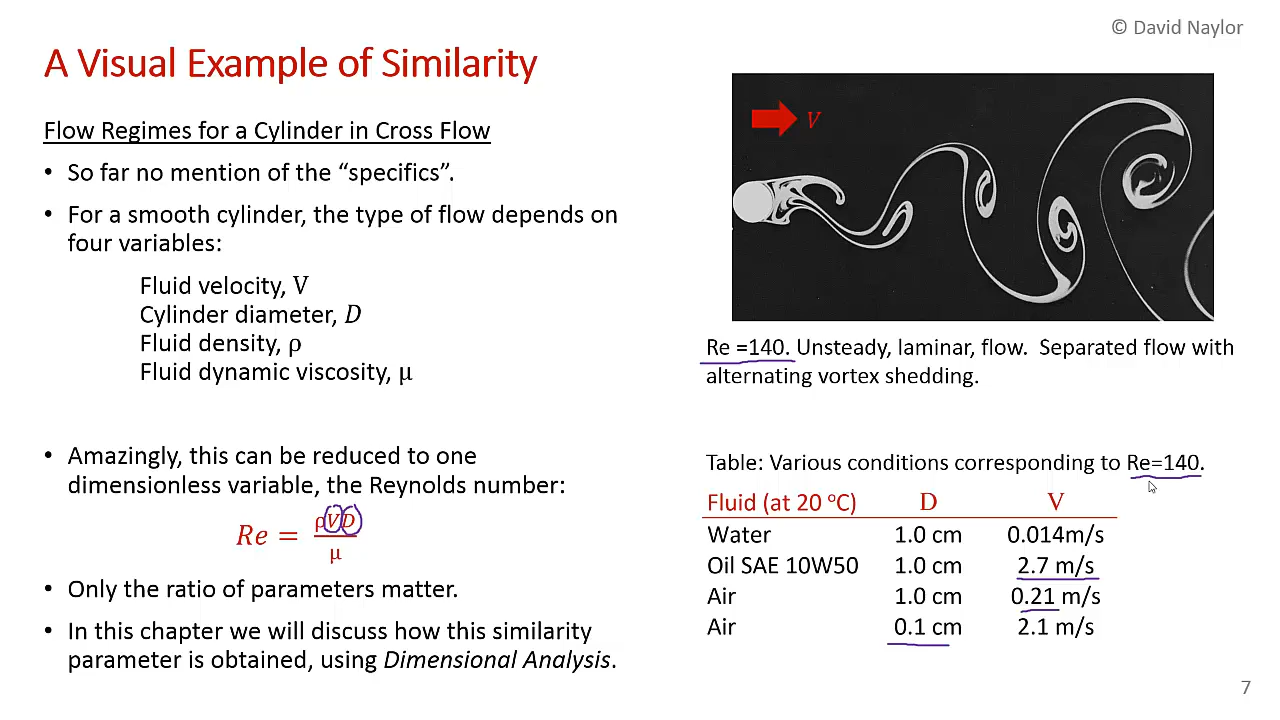 © David Naylor
A Visual Example of Similarity
Flow Regimes for a Cylinder in Cross Flow
• So far no mention of the “specifics”.
• For a smooth cylinder, the type of flow depends on
four variables:
Fluid velocity, V
Cylinder diameter, D
Fluid density, ρ
Fluid dynamic viscosity, μ
• Amazingly, this can be reduced to one
dimensionless variable, the Reynolds number:
Re = ρVD / μ
• Only the ratio of parameters matter.
• In this chapter we will discuss how this similarity
parameter is obtained, using Dimensional Analysis.
V
Re =140. Unsteady, laminar, flow. Separated flow with
alternating vortex shedding.
Table: Various conditions corresponding to Re=140.
Fluid (at 20 °C) D V
Water 1.0 cm 0.014m/s
Oil SAE 10W50 1.0 cm 2.7 m/s
Air 1.0 cm 0.21 m/s
Air 0.1 cm 2.1 m/s
7